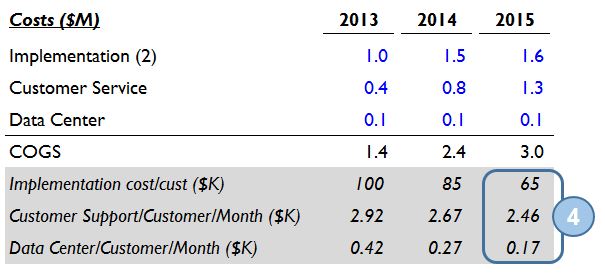 Costs ($M) 2013 2014 2015
Implementation (2) 1.0 1.5 1.6
Customer Service 0.4 0.8 1.3
Data Center 0.1 0.1 0.1
COGS 1.4 2.4 3.0
Implementation cost/cust ($K) 100 85 65
Customer Support/Customer/Month ($K) 2.92 2.67 2.46
4
Data Center/Customer/Month ($K) 0.42 0.27 0.17